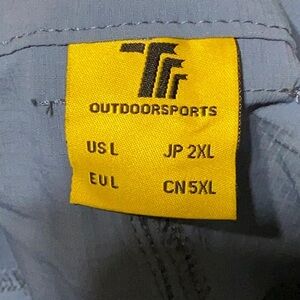 OUTDOORSPORTS
US L JP 2XL
EU L CN 5XL